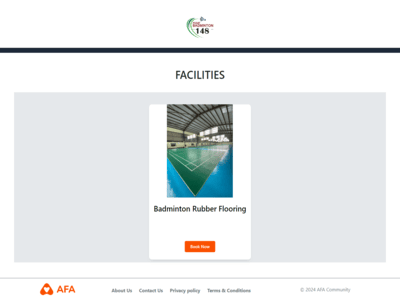 BADMINTON
148
FACILITIES
Badminton Rubber Flooring
Book Now
AFA
About Us
Contact Us
Privacy policy
Terms & Conditions
© 2024 AFA Community